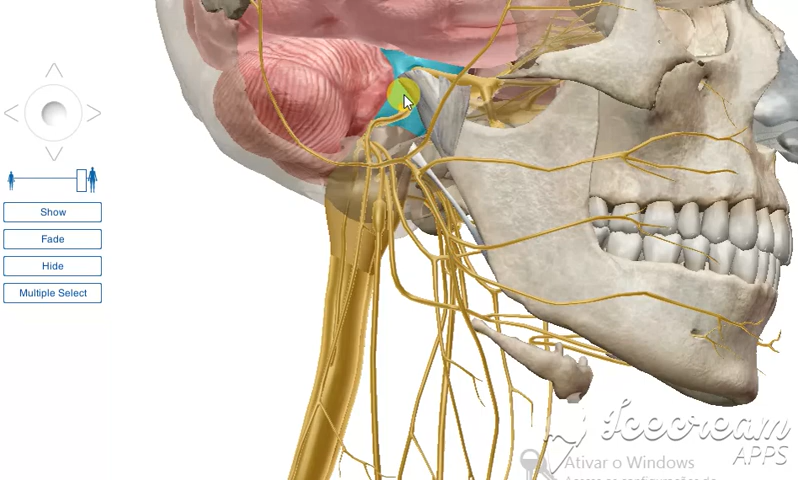 Show
Fade
Hide
Multiple Select
Icecream
APPS
Ativar o Windows